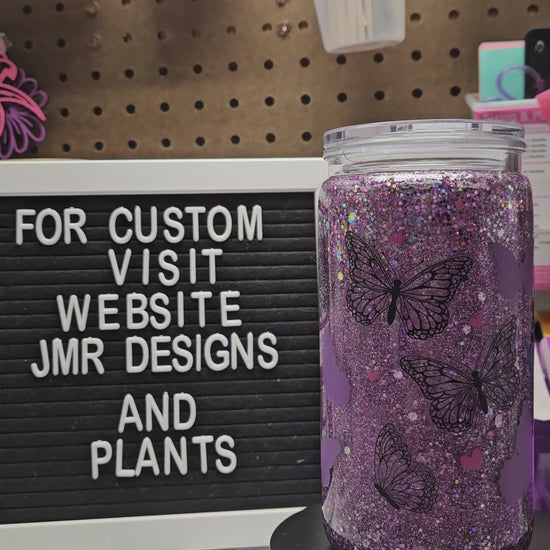 FOR CUSTOM
VISIT
WEBSITE
JMR DESIGNS
AND
PLANTS